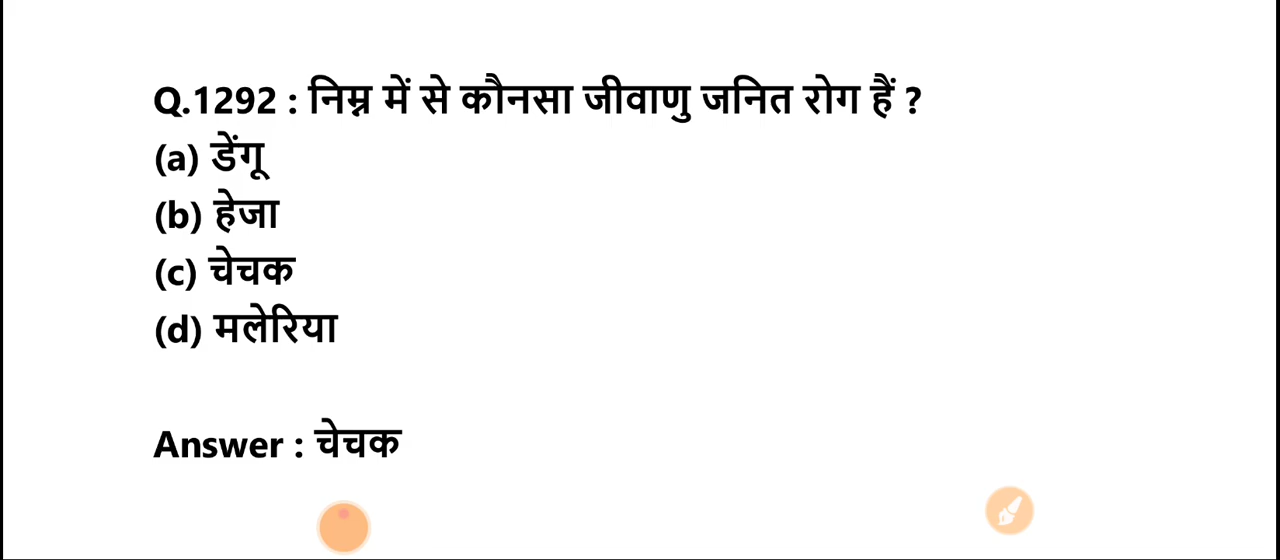 Q.1292 : निम्न में से कौनसा जीवाणु जनित रोग हैं ?
(a) डेंगू
(b) हेजा
(c) चेचक
(d) मलेरिया
Answer : चेचक